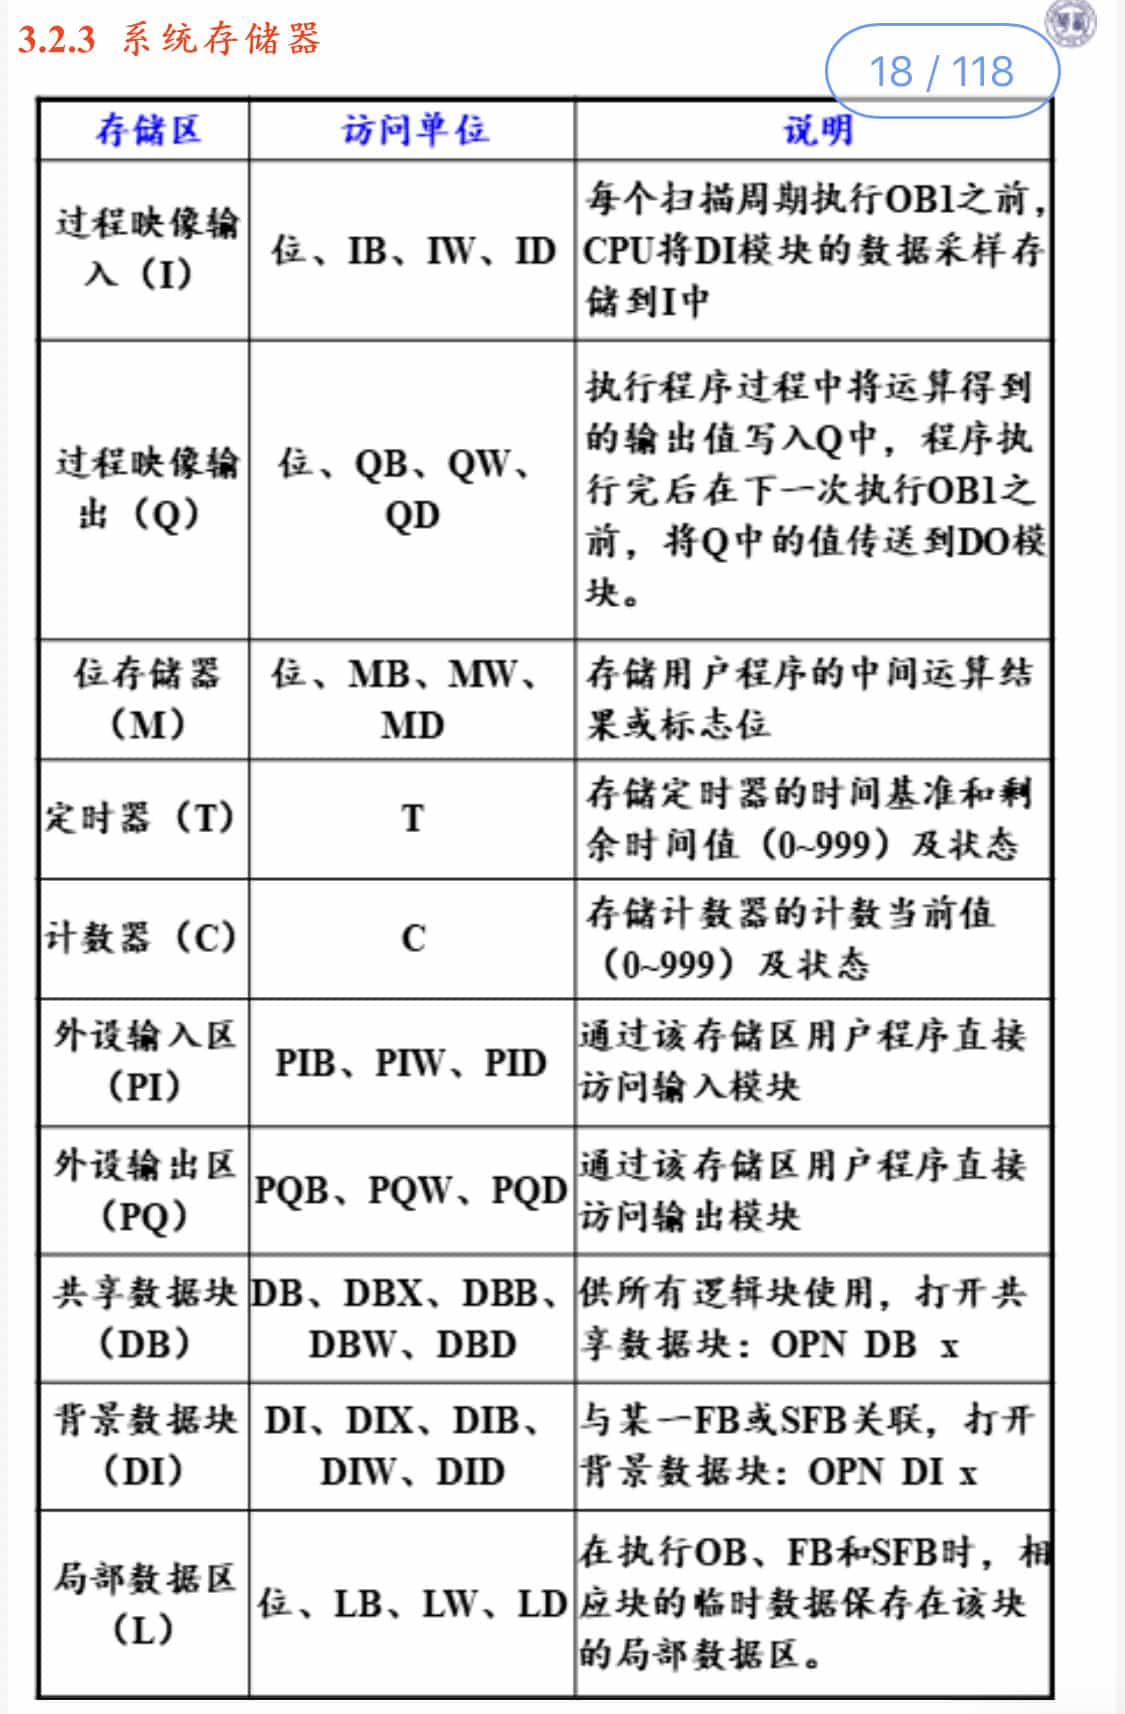 3.2.3 系统存储器
18 / 118
存储区 访问单位 说明
过程映像输
入（I）
位、IB、IW、ID
每个扫描周期执行OB1之前，
CPU将DI模块的数据采样存
储到I中
过程映像输
出（Q）
位、QB、QW、
QD
执行程序过程中将运算得到
的输出值写入Q中，程序执
行完后在下一次执行OB1之
前，将Q中的值传送到DO模
块。
位存储器
（M）
位、MB、MW、
MD
存储用户程序的中间运算结
果或标志位
定时器（T）
T
存储定时器的时间基准和剩
余时间值（0~999）及状态
计数器（C）
C
存储计数器的计数当前值
（0~999）及状态
外设输入区
（PI）
PIB、PIW、PID
通过该存储区用户程序直接
访问输入模块
外设输出区
（PQ）
PQB、PQW、PQD
通过该存储区用户程序直接
访问输出模块
共享数据块
（DB）
DB、DBX、DBB、
DBW、DBD
供所有逻辑块使用，打开共
享数据块：OPN DB x
背景数据块
（DI）
DI、DIX、DIB、
DIW、DID
与某一FB或SFB关联，打开
背景数据块：OPN DI x
局部数据区
（L）
位、LB、LW、LD
在执行OB、FB和SFB时，相
应块的临时数据保存在该块
的局部数据区。